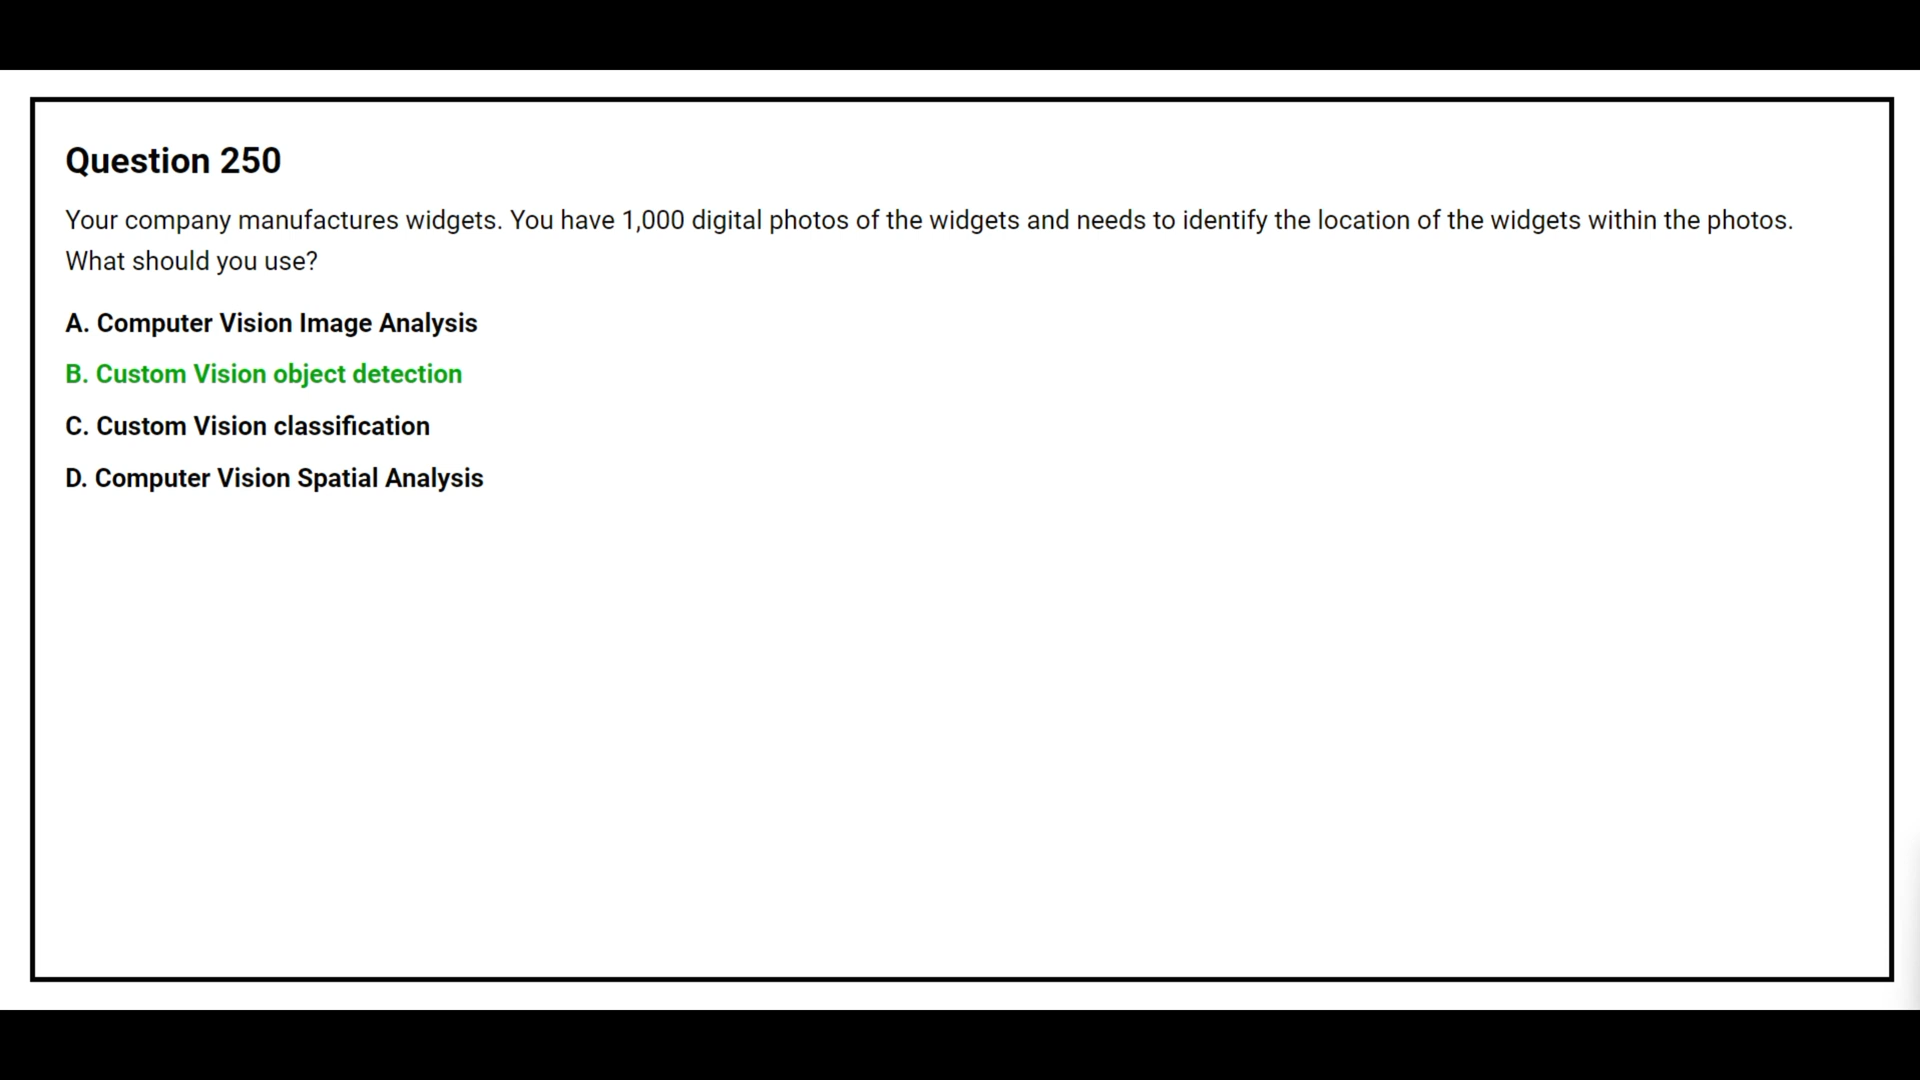 Question 250
Your company manufactures widgets. You have 1,000 digital photos of the widgets and needs to identify the location of the widgets within the photos.
What should you use?
A. Computer Vision Image Analysis
B. Custom Vision object detection
C. Custom Vision classification
D. Computer Vision Spatial Analysis